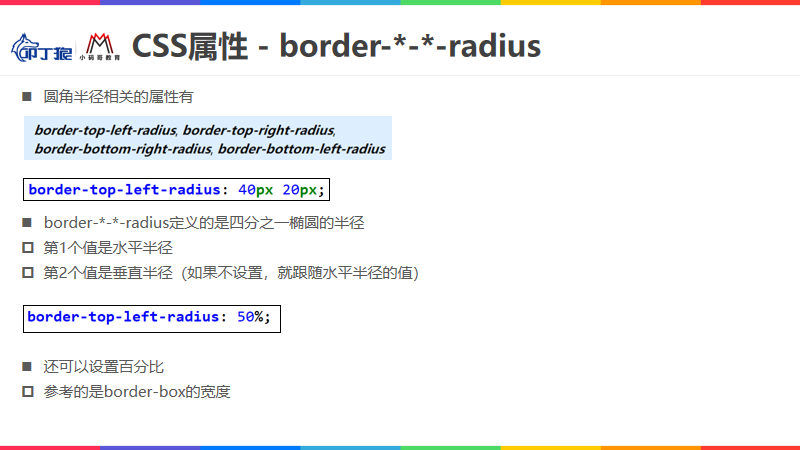 叩丁狼
小码哥教育
CSS属性 - border-*-*-radius
圆角半径相关的属性有
border-top-left-radius, border-top-right-radius,
border-bottom-right-radius, border-bottom-left-radius
border-top-left-radius: 40px 20px;
border-*-*-radius定义的是四分之一椭圆的半径
第1个值是水平半径
第2个值是垂直半径（如果不设置，就跟随水平半径的值）
border-top-left-radius: 50%;
还可以设置百分比
参考的是border-box的宽度